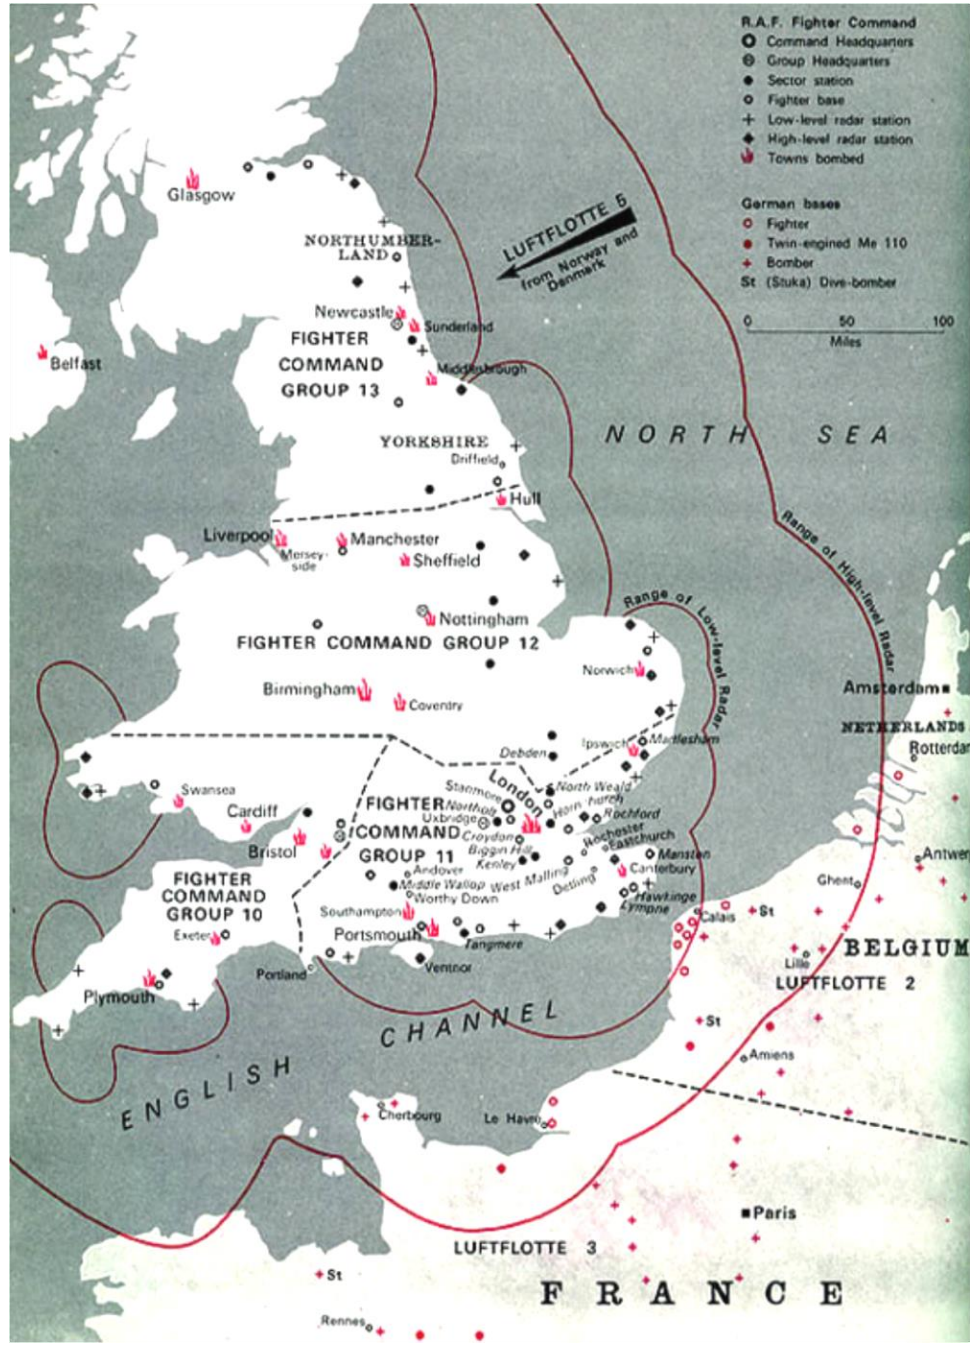 R.A.F. Fighter Command
Command Headquarters
Group Headquarters
Sector station
Fighter base
Low-level radar station
High-level radar station
Towns bombed
German bases
Fighter
Twin-engined Me 110
Bomber
St (Stuka) Dive-bomber
0 50 100
Miles
Glasgow
LUFTFLOTTE 5
from Norway and
Denmark
NORTHUMBER-
LAND
Newcastle
Sunderland
Belfast
FIGHTER
COMMAND
GROUP 13
Middlesbrough
NORTH SEA
YORKSHIRE
Driffield
Hull
Range of High-level Radar
Liverpool
Mersey-
side
Manchester
Sheffield
Nottingham
FIGHTER COMMAND GROUP 12
Range of Low-level Radar
Norwich
Birmingham
Coventry
Amsterdam
NETHERLANDS
Rotterdam
Debden
Ipswich
Martlesham
Swansea
Cardiff
Bristol
London
Stanmore
Northolt
Uxbridge
North Weald
Hornchurch
Rochford
Croydon
Biggin Hill
Kenley
Rochester
Eastchurch
Manston
Canterbury
FIGHTER
COMMAND
GROUP 11
Andover
Middle Wallop
West Malling
Detling
Worthy Down
Hawkinge
Lympne
FIGHTER
COMMAND
GROUP 10
Southampton
Portsmouth
Tangmere
Exeter
Portland
Ventnor
Plymouth
Calais
St
Ghent
Antwer
BELGIUM
Lille
LUFTFLOTTE 2
St
Amiens
ENGLISH CHANNEL
Cherbourg
Le Havre
Paris
LUFTFLOTTE 3
FRANCE
St
Rennes